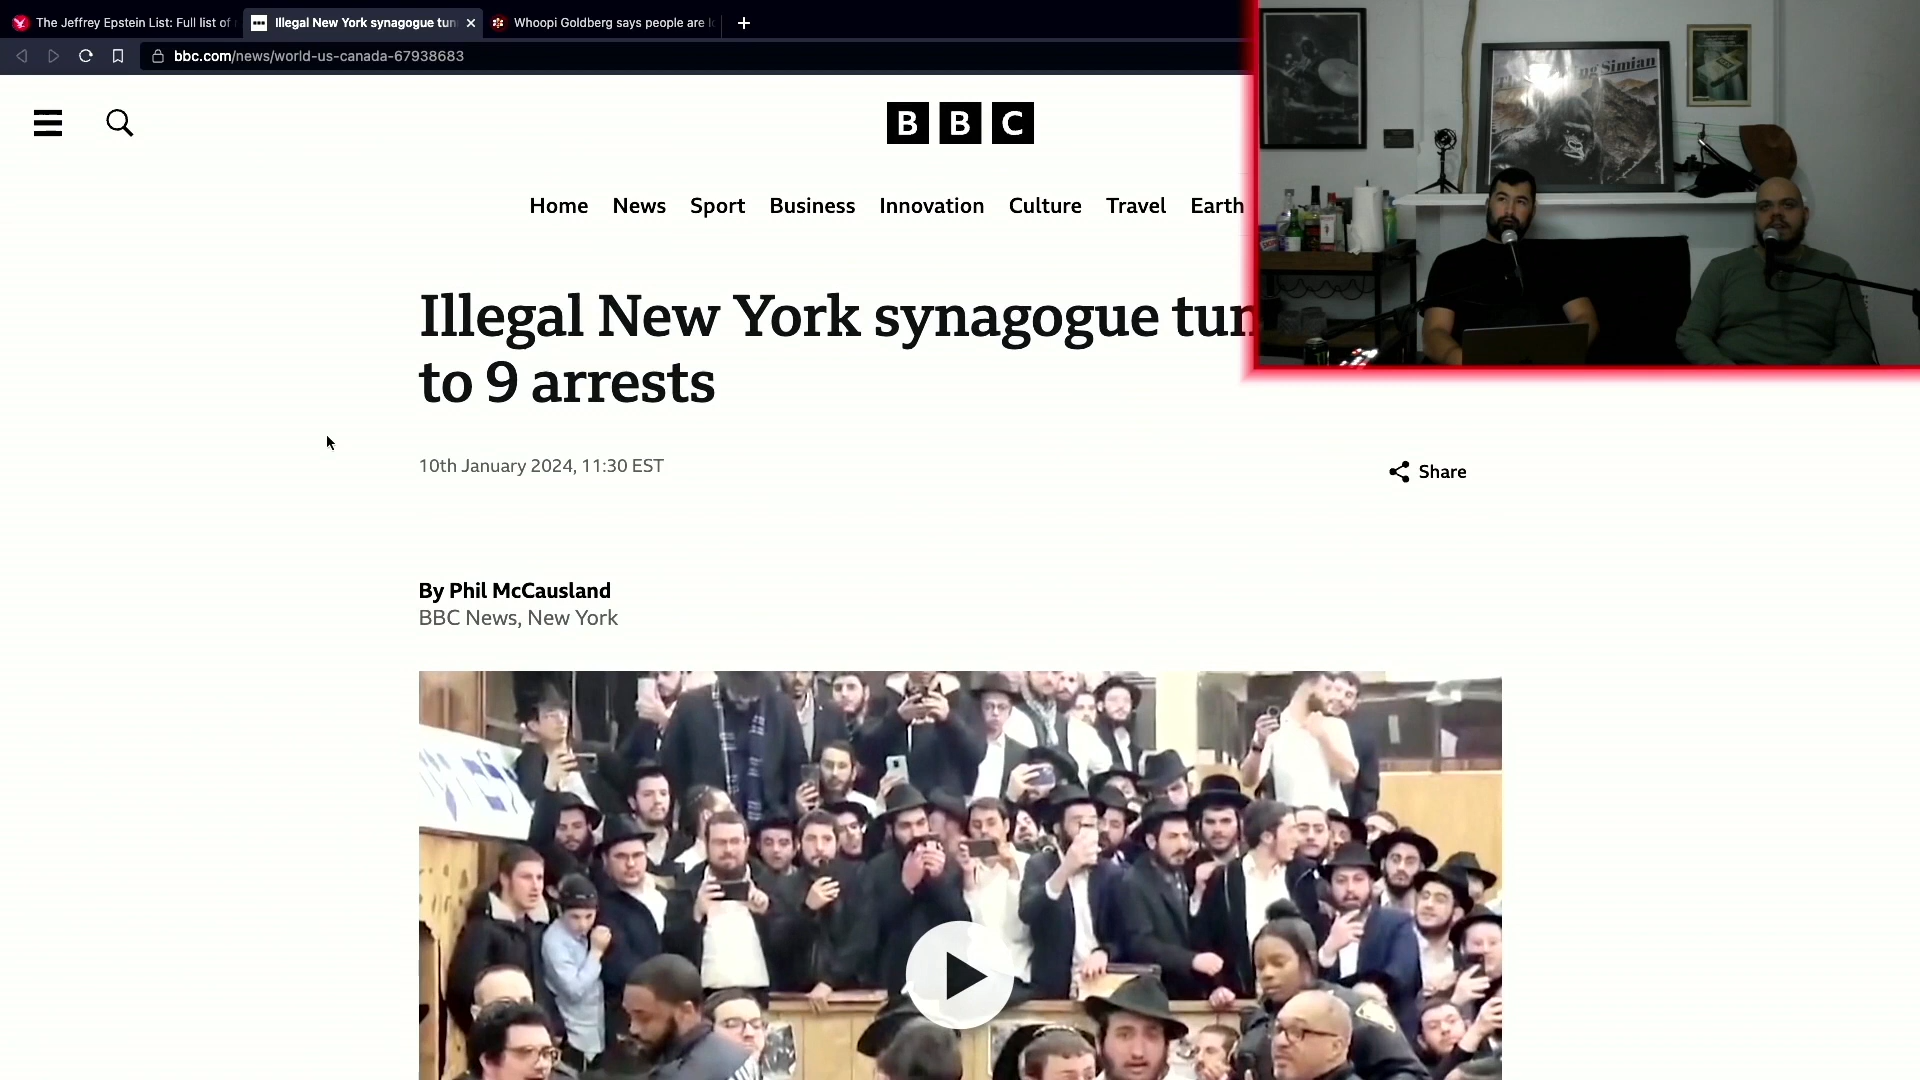 The Jeffrey Epstein List: Full list of
Illegal New York synagogue tun
Whoopi Goldberg says people are
bbc.com/news/world-us-canada-67938683
BBC
Home News Sport Business Innovation Culture Travel Earth
Illegal New York synagogue tun
to 9 arrests
10th January 2024, 11:30 EST
Share
By Phil McCausland
BBC News, New York
Simian